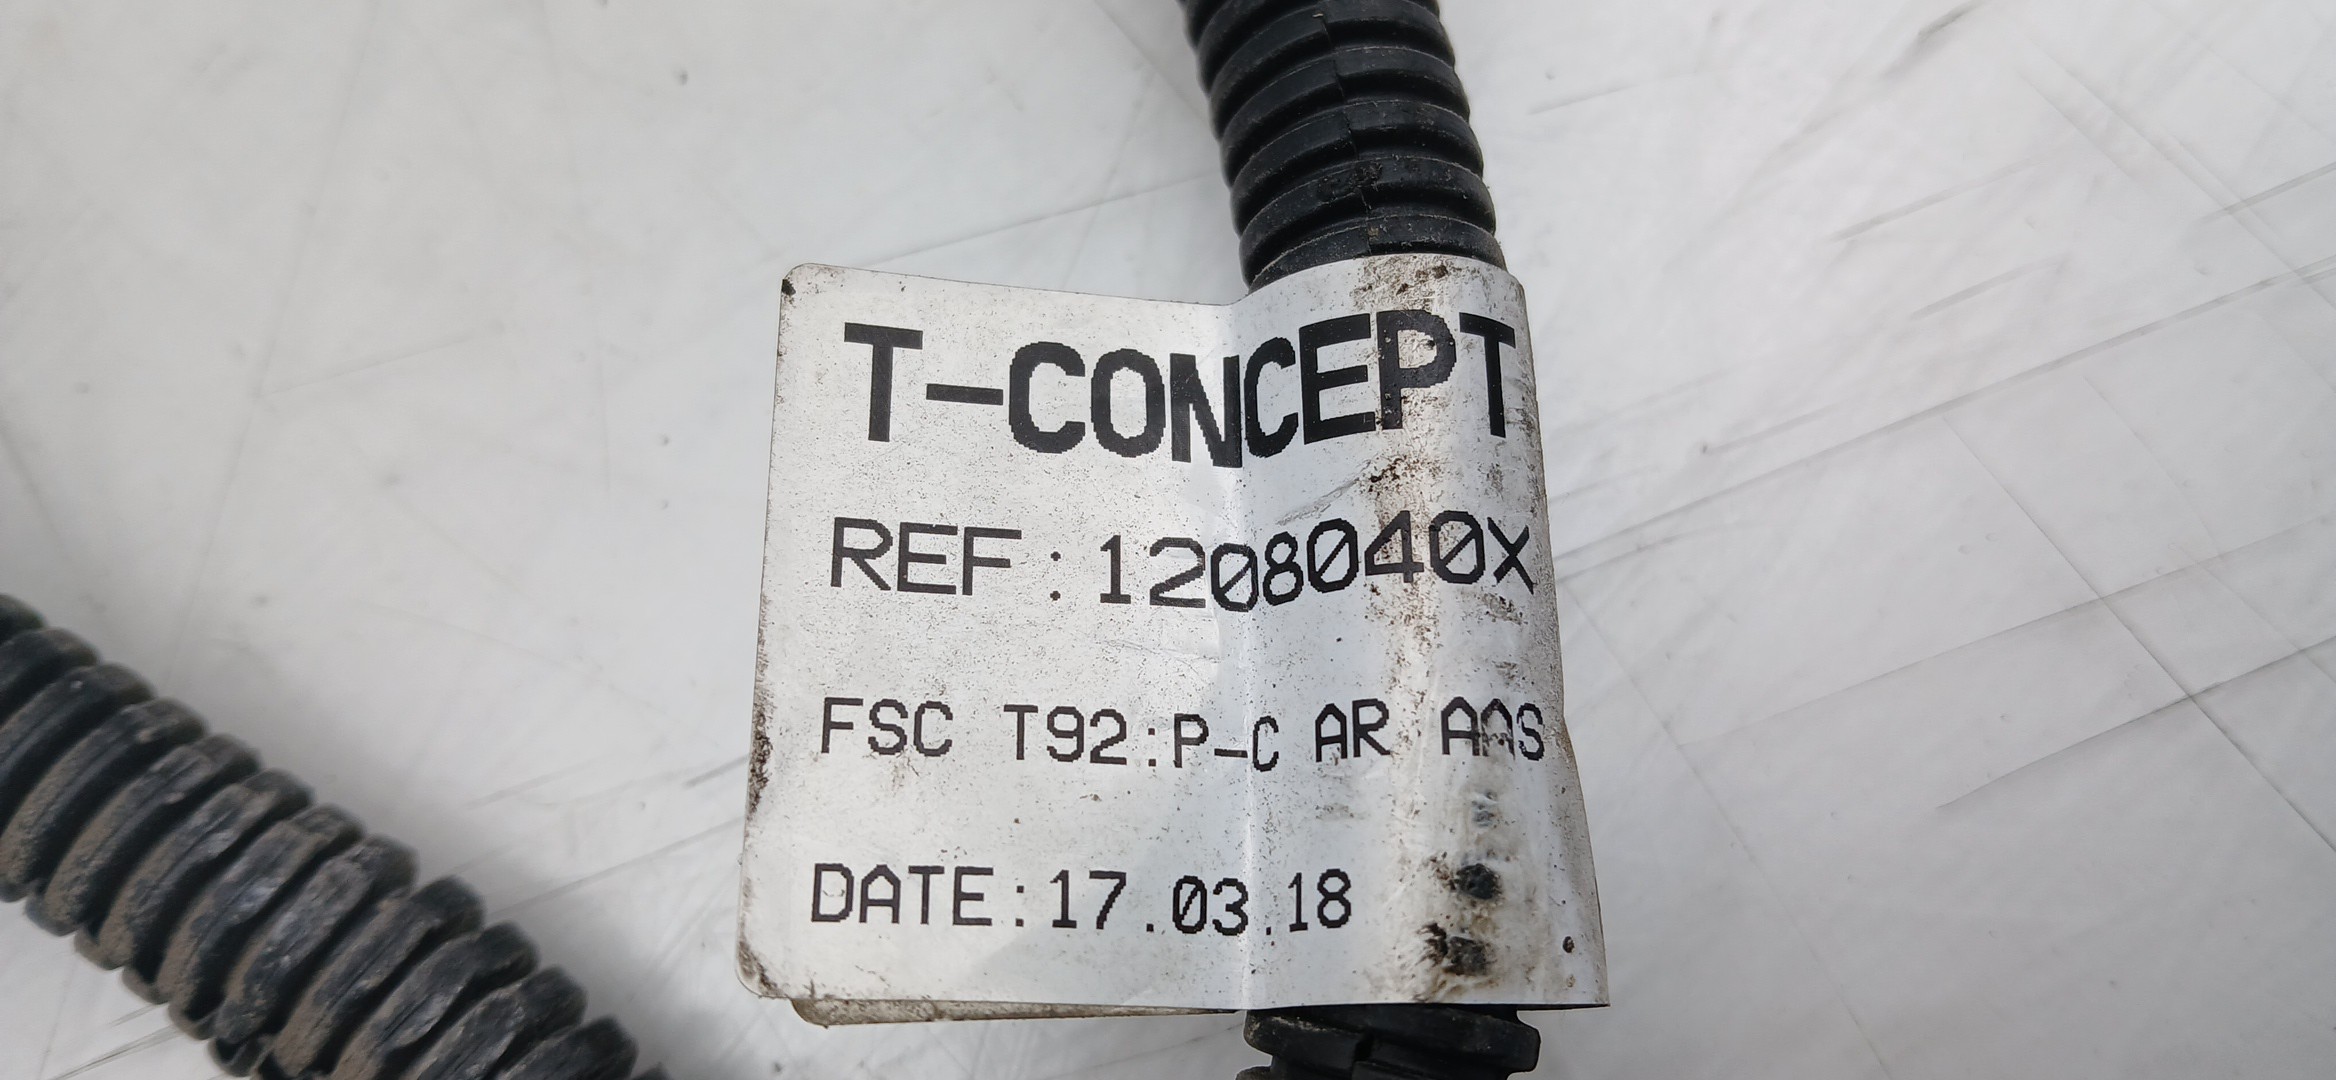 T-CONCEPT
REF:1208040X
FSC T92:P-C AR AAS
DATE:17.03.18